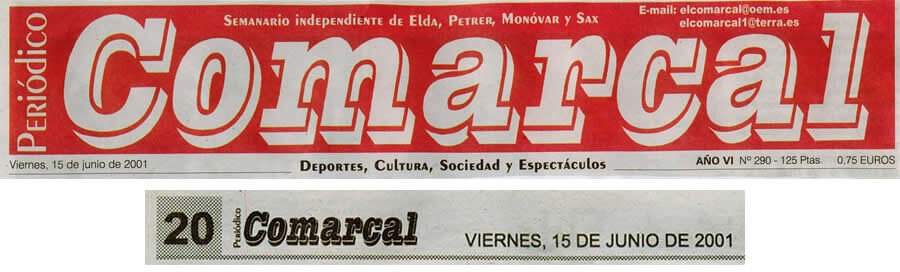 Periódico
SEMANARIO INDEPENDIENTE DE ELDA, PETRER, MONÓVAR Y SAX
E-mail: elcomarcal@oem.es
elcomarcal1@terra.es
Comarcal
Viernes, 15 de junio de 2001
DEPORTES, CULTURA, SOCIEDAD Y ESPECTÁCULOS
AÑO VI Nº 290 - 125 Ptas. 0,75 EUROS
20 Periódico Comarcal VIERNES, 15 DE JUNIO DE 2001